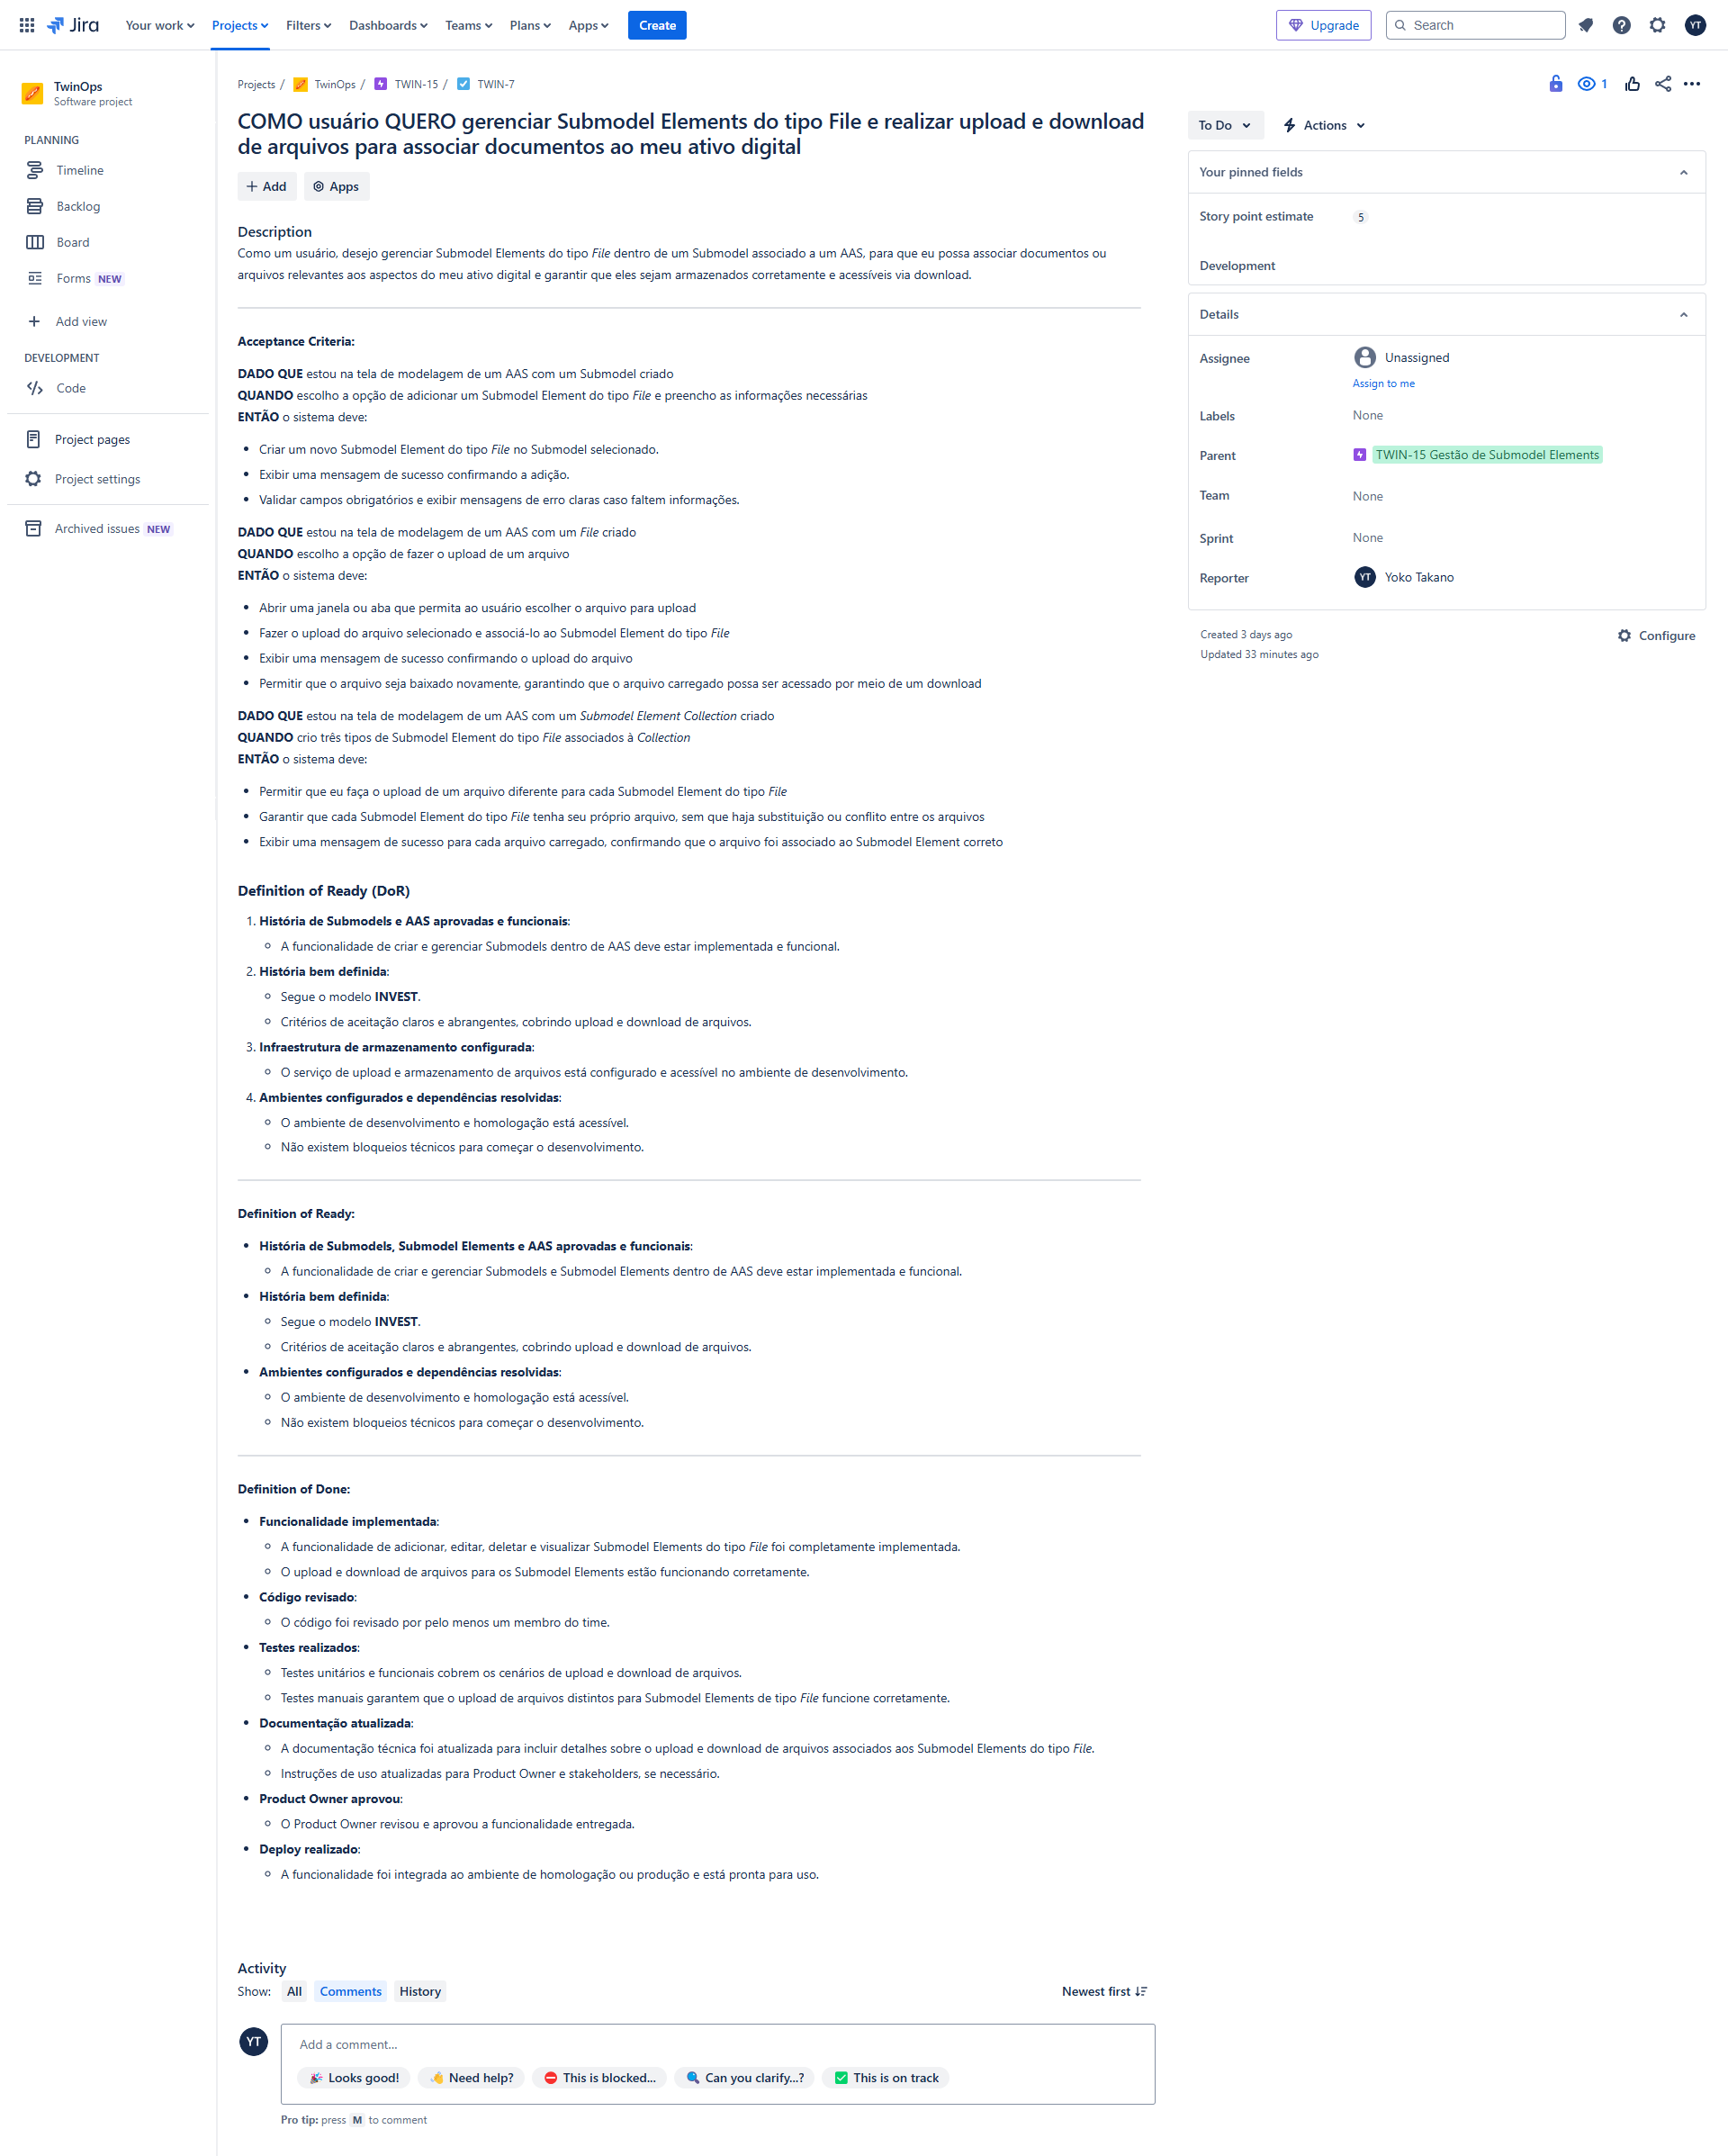 Jira
Your work
Projects
Filters
Dashboards
Teams
Plans
Apps
Create
Upgrade
Search
YT
TwinOps
Software project
PLANNING
Timeline
Backlog
Board
Forms NEW
Add view
DEVELOPMENT
Code
Project pages
Project settings
Archived issues NEW
Projects / TwinOps / TWIN-15 / TWIN-7
1
COMO usuário QUERO gerenciar Submodel Elements do tipo File e realizar upload e download
de arquivos para associar documentos ao meu ativo digital
Add
Apps
Description
Como um usuário, desejo gerenciar Submodel Elements do tipo File dentro de um Submodel associado a um AAS, para que eu possa associar documentos ou
arquivos relevantes aos aspectos do meu ativo digital e garantir que eles sejam armazenados corretamente e acessíveis via download.
Acceptance Criteria:
DADO QUE estou na tela de modelagem de um AAS com um Submodel criado
QUANDO escolho a opção de adicionar um Submodel Element do tipo File e preencho as informações necessárias
ENTÃO o sistema deve:
• Criar um novo Submodel Element do tipo File no Submodel selecionado.
• Exibir uma mensagem de sucesso confirmando a adição.
• Validar campos obrigatórios e exibir mensagens de erro claras caso faltem informações.
DADO QUE estou na tela de modelagem de um AAS com um File criado
QUANDO escolho a opção de fazer o upload de um arquivo
ENTÃO o sistema deve:
• Abrir uma janela ou aba que permita ao usuário escolher o arquivo para upload
• Fazer o upload do arquivo selecionado e associá-lo ao Submodel Element do tipo File
• Exibir uma mensagem de sucesso confirmando o upload do arquivo
• Permitir que o arquivo seja baixado novamente, garantindo que o arquivo carregado possa ser acessado por meio de um download
DADO QUE estou na tela de modelagem de um AAS com um Submodel Element Collection criado
QUANDO crio três tipos de Submodel Element do tipo File associados à Collection
ENTÃO o sistema deve:
• Permitir que eu faça o upload de um arquivo diferente para cada Submodel Element do tipo File
• Garantir que cada Submodel Element do tipo File tenha seu próprio arquivo, sem que haja substituição ou conflito entre os arquivos
• Exibir uma mensagem de sucesso para cada arquivo carregado, confirmando que o arquivo foi associado ao Submodel Element correto
Definition of Ready (DoR)
1. História de Submodels e AAS aprovadas e funcionais:
A funcionalidade de criar e gerenciar Submodels dentro de AAS deve estar implementada e funcional.
2. História bem definida:
Segue o modelo INVEST.
Critérios de aceitação claros e abrangentes, cobrindo upload e download de arquivos.
3. Infraestrutura de armazenamento configurada:
O serviço de upload e armazenamento de arquivos está configurado e acessível no ambiente de desenvolvimento.
4. Ambientes configurados e dependências resolvidas:
O ambiente de desenvolvimento e homologação está acessível.
Não existem bloqueios técnicos para começar o desenvolvimento.
Definition of Ready:
• História de Submodels, Submodel Elements e AAS aprovadas e funcionais:
A funcionalidade de criar e gerenciar Submodels e Submodel Elements dentro de AAS deve estar implementada e funcional.
• História bem definida:
Segue o modelo INVEST.
Critérios de aceitação claros e abrangentes, cobrindo upload e download de arquivos.
• Ambientes configurados e dependências resolvidas:
O ambiente de desenvolvimento e homologação está acessível.
Não existem bloqueios técnicos para começar o desenvolvimento.
Definition of Done:
• Funcionalidade implementada:
A funcionalidade de adicionar, editar, deletar e visualizar Submodel Elements do tipo File foi completamente implementada.
O upload e download de arquivos para os Submodel Elements estão funcionando corretamente.
• Código revisado:
O código foi revisado por pelo menos um membro do time.
• Testes realizados:
Testes unitários e funcionais cobrem os cenários de upload e download de arquivos.
Testes manuais garantem que o upload de arquivos distintos para Submodel Elements de tipo File funcione corretamente.
• Documentação atualizada:
A documentação técnica foi atualizada para incluir detalhes sobre o upload e download de arquivos associados aos Submodel Elements do tipo File.
Instruções de uso atualizadas para Product Owner e stakeholders, se necessário.
• Product Owner aprovou:
O Product Owner revisou e aprovou a funcionalidade entregada.
• Deploy realizado:
A funcionalidade foi integrada ao ambiente de homologação ou produção e está pronta para uso.
Activity
Show: All Comments History
Newest first
YT
Add a comment...
Looks good!
Need help?
This is blocked...
Can you clarify...?
This is on track
Pro tip: press M to comment
To Do
Actions
Your pinned fields
Story point estimate 5
Development
Details
Assignee Unassigned
Assign to me
Labels None
Parent TWIN-15 Gestão de Submodel Elements
Team None
Sprint None
Reporter YT Yoko Takano
Created 3 days ago
Updated 33 minutes ago
Configure